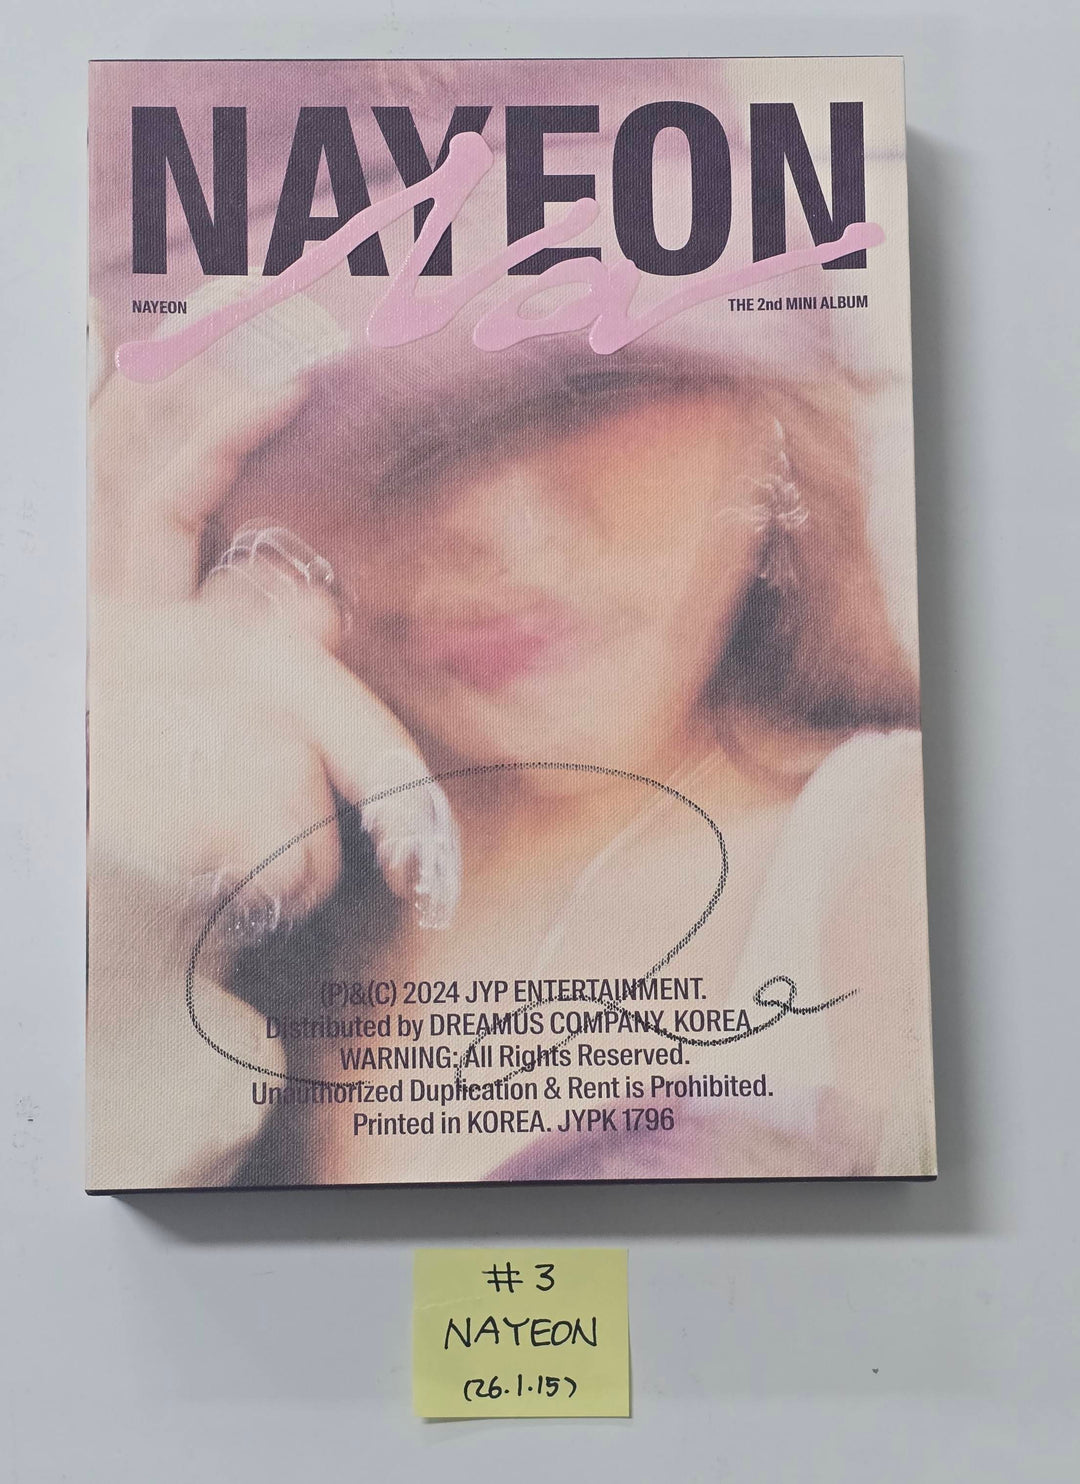 NAYEON
Na
NAYEON THE 2nd MINI ALBUM
(P)&(C) 2024 JYP ENTERTAINMENT.
Distributed by DREAMUS COMPANY, KOREA.
WARNING: All Rights Reserved.
Unauthorized Duplication & Rent is Prohibited.
Printed in KOREA. JYPK 1796
#3
NAYEON
(26.1.15)